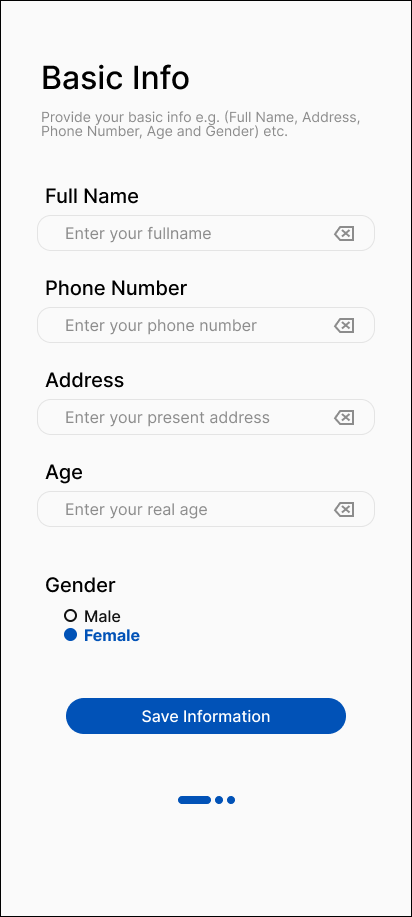 Basic Info
Provide your basic info e.g. (Full Name, Address,
Phone Number, Age and Gender) etc.
Full Name
Enter your fullname
Phone Number
Enter your phone number
Address
Enter your present address
Age
Enter your real age
Gender
Male
Female
Save Information